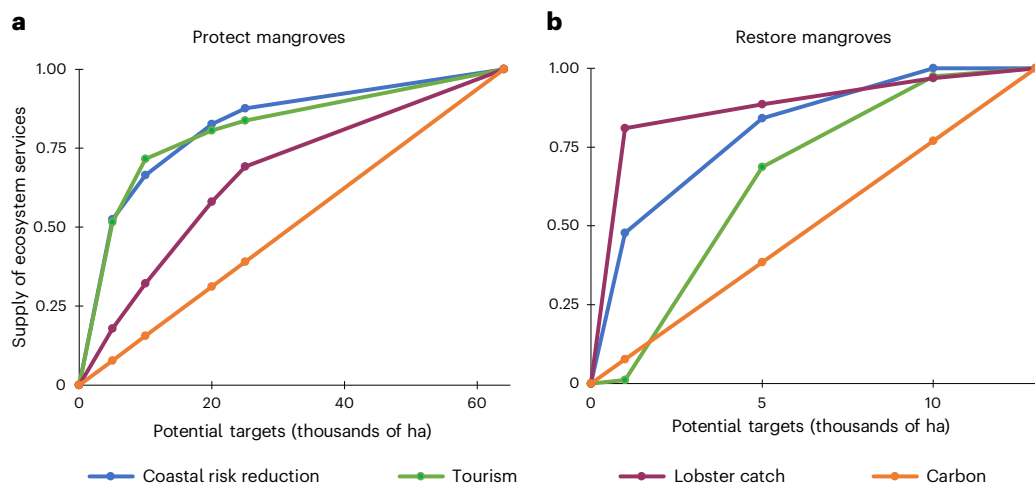 a
Protect mangroves
Supply of ecosystem services
1.00
0.75
0.50
0.25
0
0
20
40
60
Potential targets (thousands of ha)
b
Restore mangroves
1.00
0.75
0.50
0.25
0
0
5
10
Potential targets (thousands of ha)
Coastal risk reduction
Tourism
Lobster catch
Carbon